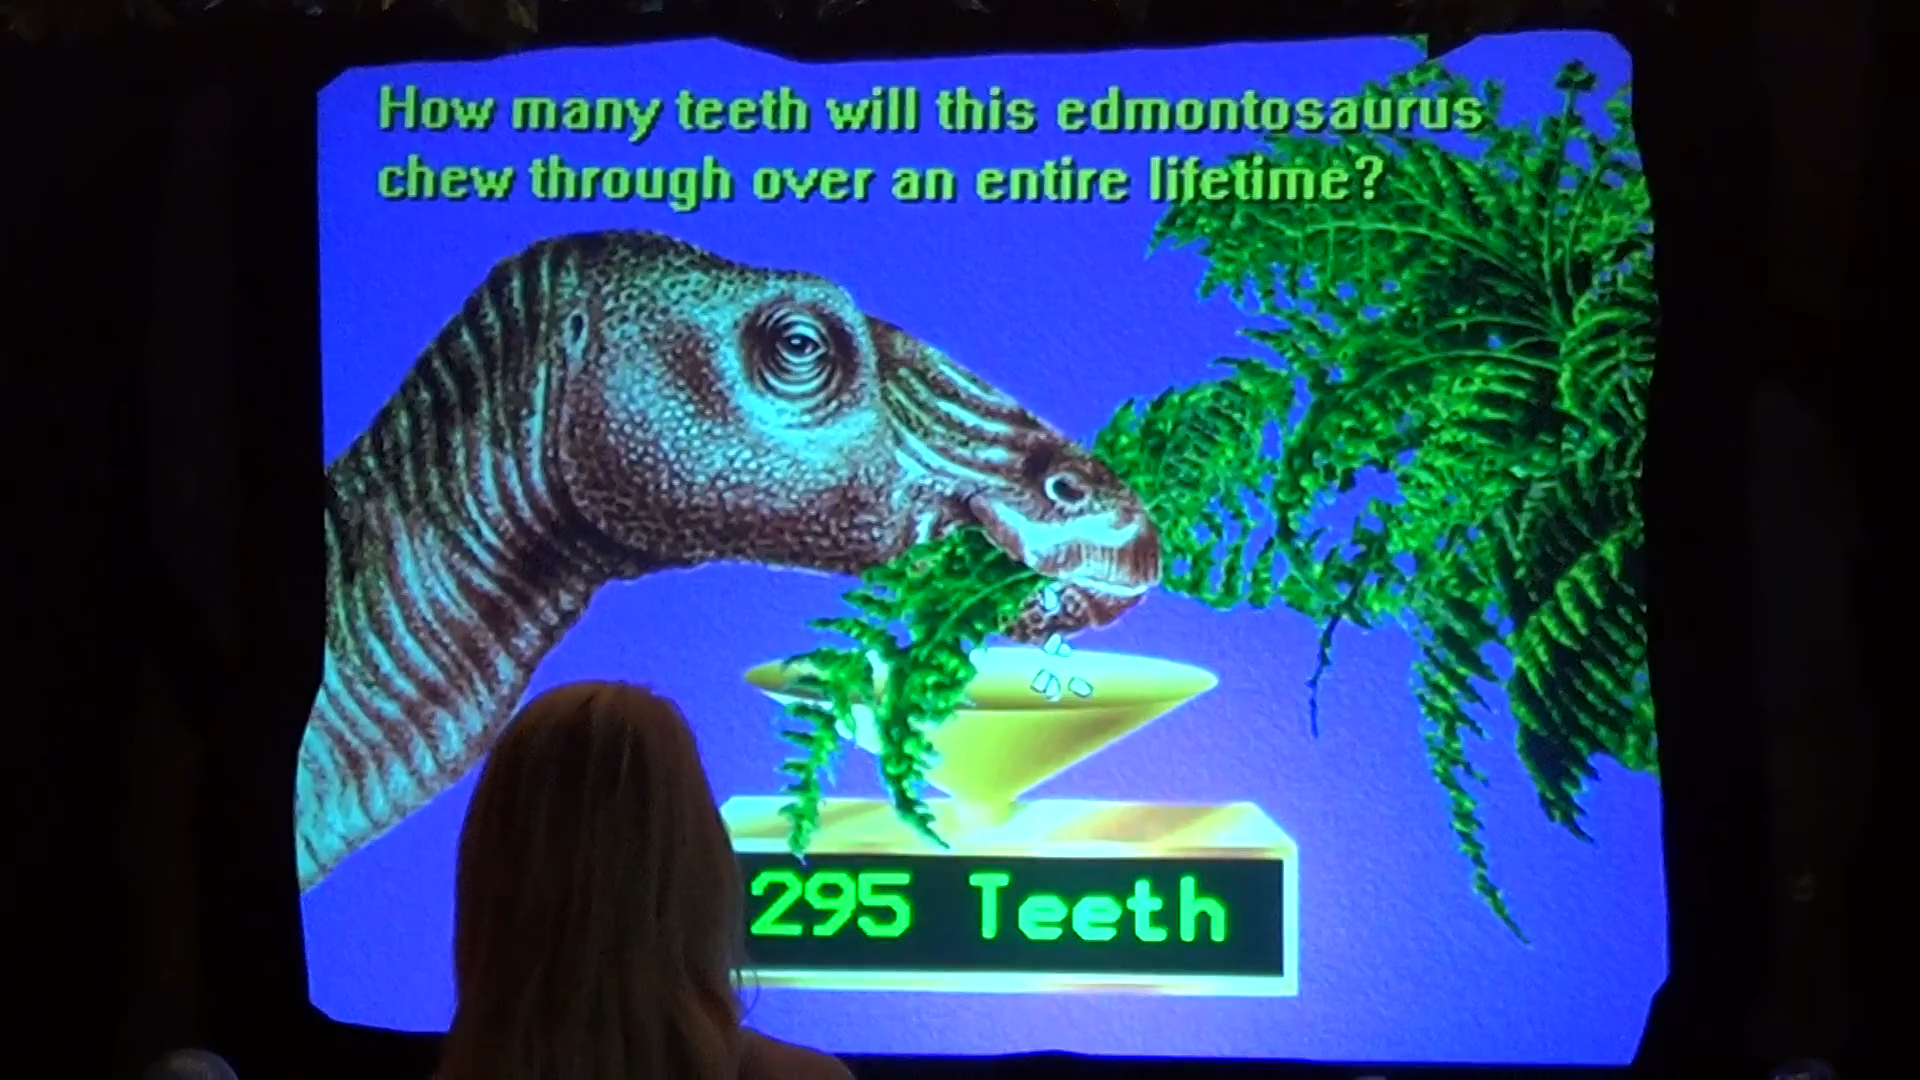 How many teeth will this edmontosaurus
chew through over an entire lifetime?
295 Teeth